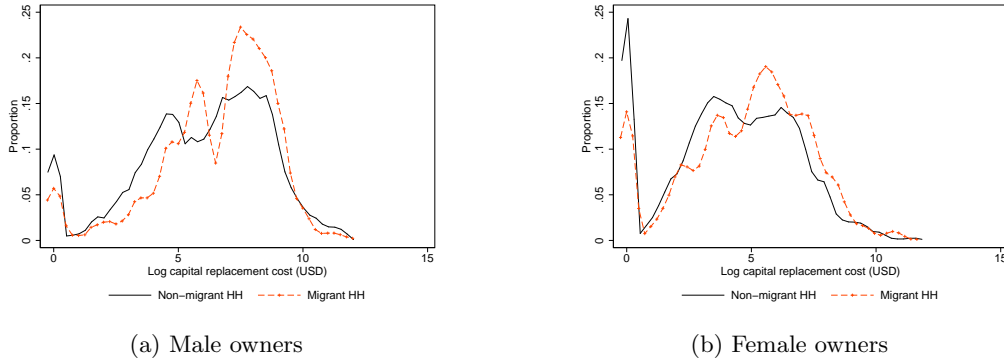 .25
.2
.15
.1
.05
0
Proportion
0 5 10 15
Log capital replacement cost (USD)
Non−migrant HH Migrant HH
(a) Male owners
.25
.2
.15
.1
.05
0
Proportion
0 5 10 15
Log capital replacement cost (USD)
Non−migrant HH Migrant HH
(b) Female owners